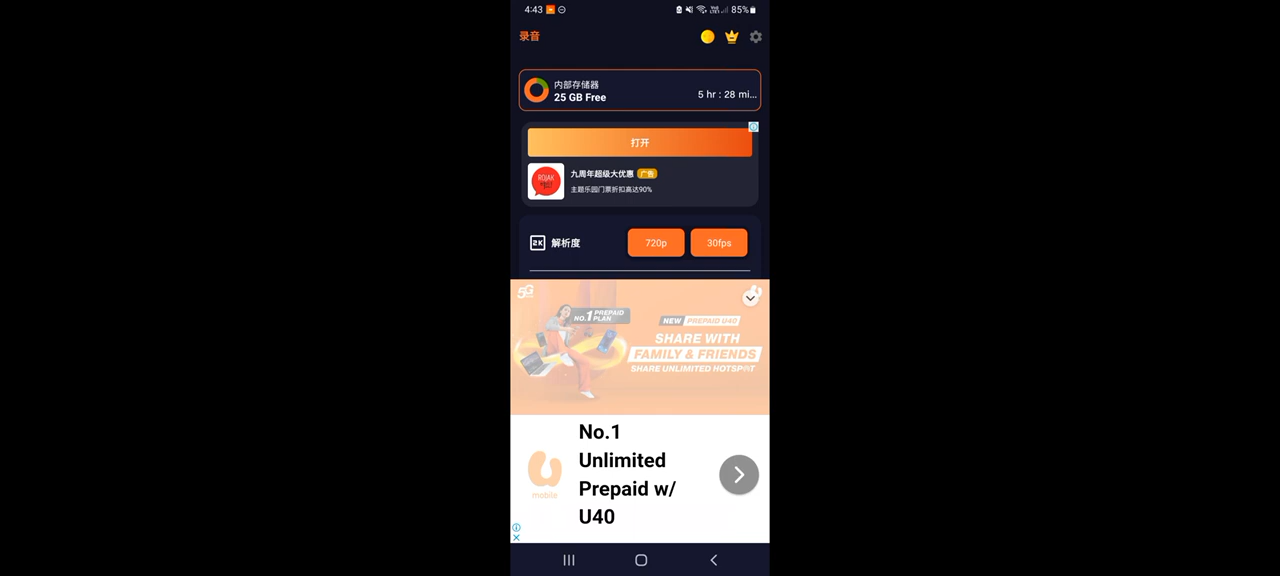 4:43
85%
录音
内部存储器
25 GB Free
5 hr : 28 mi...
打开
九周年超级大优惠 广告
主题乐园门票折扣高达90%
2K 解析度 720p 30fps
5G
NO.1 PREPAID PLAN
NEW PREPAID U40
SHARE WITH
FAMILY & FRIENDS
SHARE UNLIMITED HOTSPOT
No.1
Unlimited
Prepaid w/
U40
mobile